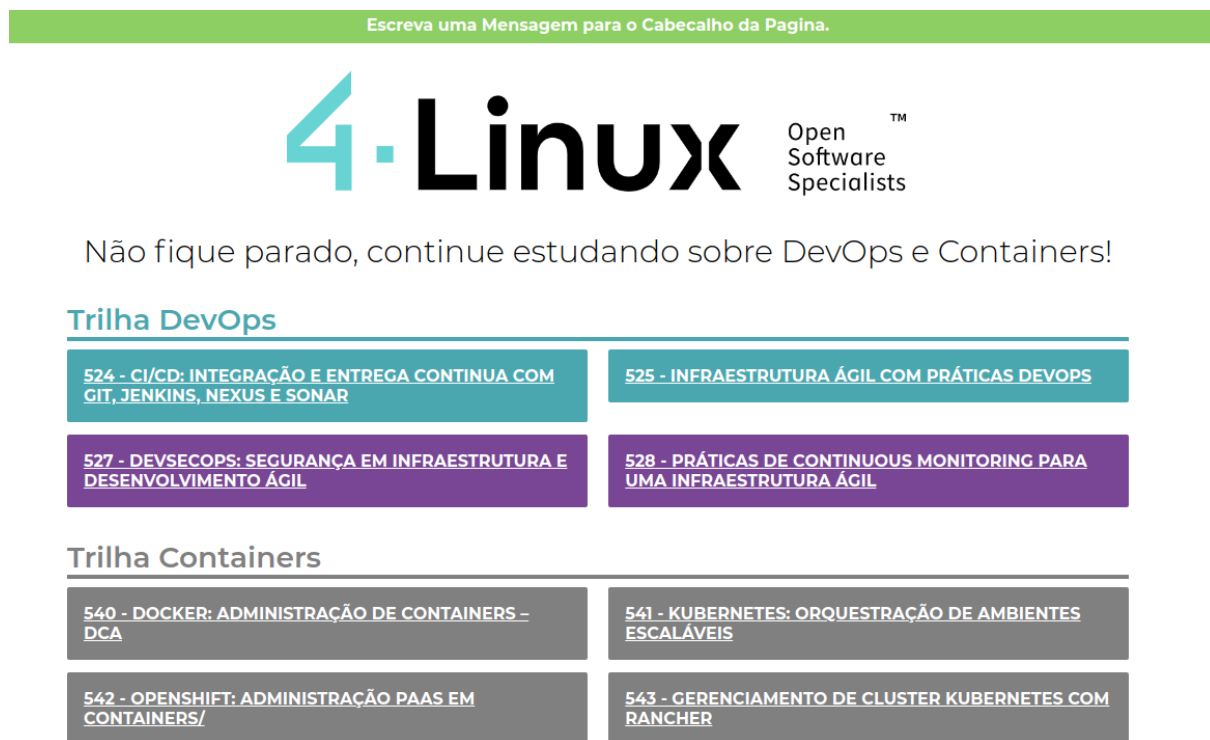 Escreva uma Mensagem para o Cabecalho da Pagina.
4·Linux
Open
Software
Specialists
TM
Não fique parado, continue estudando sobre DevOps e Containers!
Trilha DevOps
524 - CI/CD: INTEGRAÇÃO E ENTREGA CONTINUA COM
GIT, JENKINS, NEXUS E SONAR
525 - INFRAESTRUTURA ÁGIL COM PRÁTICAS DEVOPS
527 - DEVSECOPS: SEGURANÇA EM INFRAESTRUTURA E
DESENVOLVIMENTO ÁGIL
528 - PRÁTICAS DE CONTINUOUS MONITORING PARA
UMA INFRAESTRUTURA ÁGIL
Trilha Containers
540 - DOCKER: ADMINISTRAÇÃO DE CONTAINERS –
DCA
541 - KUBERNETES: ORQUESTRAÇÃO DE AMBIENTES
ESCALÁVEIS
542 - OPENSHIFT: ADMINISTRAÇÃO PAAS EM
CONTAINERS/
543 - GERENCIAMENTO DE CLUSTER KUBERNETES COM
RANCHER